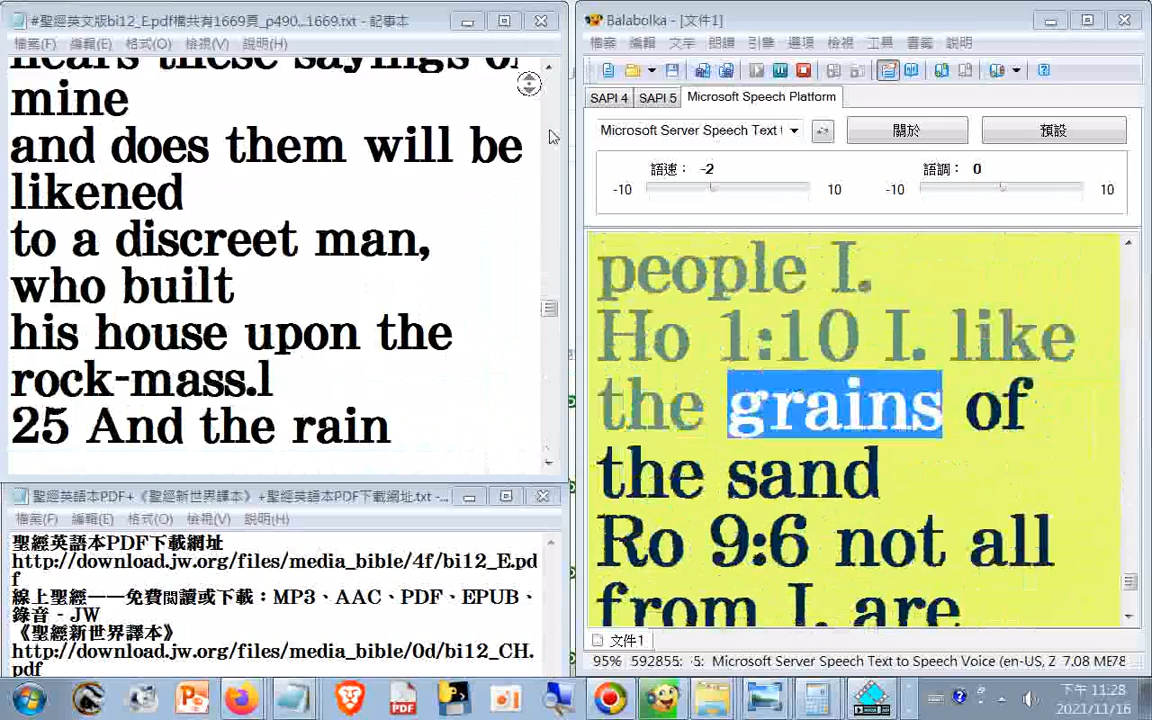 #聖經英文版bi12_E.pdf檔共有1669頁_p490,..1669.txt - 記事本
檔案(F) 編輯(E) 格式(O) 檢視(V) 說明(H)
hears these sayings of
mine
and does them will be
likened
to a discreet man,
who built
his house upon the
rock-mass.l
25 And the rain
聖經英語本PDF+《聖經新世界譯本》+聖經英語本PDF下載網址.txt -...
檔案(F) 編輯(E) 格式(O) 檢視(V) 說明(H)
聖經英語本PDF下載網址
http://download.jw.org/files/media_bible/4f/bi12_E.pd
f
線上聖經——免費閱讀或下載：MP3、AAC、PDF、EPUB、
錄音 - JW
《聖經新世界譯本》
http://download.jw.org/files/media_bible/0d/bi12_CH.
pdf
Balabolka - [文件1]
檔案 編輯 文字 朗讀 引擎 選項 檢視 工具 書籤 說明
SAPI 4 SAPI 5 Microsoft Speech Platform
Microsoft Server Speech Text 關於 預設
語速： -2 語調： 0
-10 10 -10 10
people I.
Ho 1:10 I. like
the grains of
the sand
Ro 9:6 not all
from I. are
文件1
95% 592855: Microsoft Server Speech Text to Speech Voice (en-US, Z 7.08 ME
下午 11:28
2021/11/16